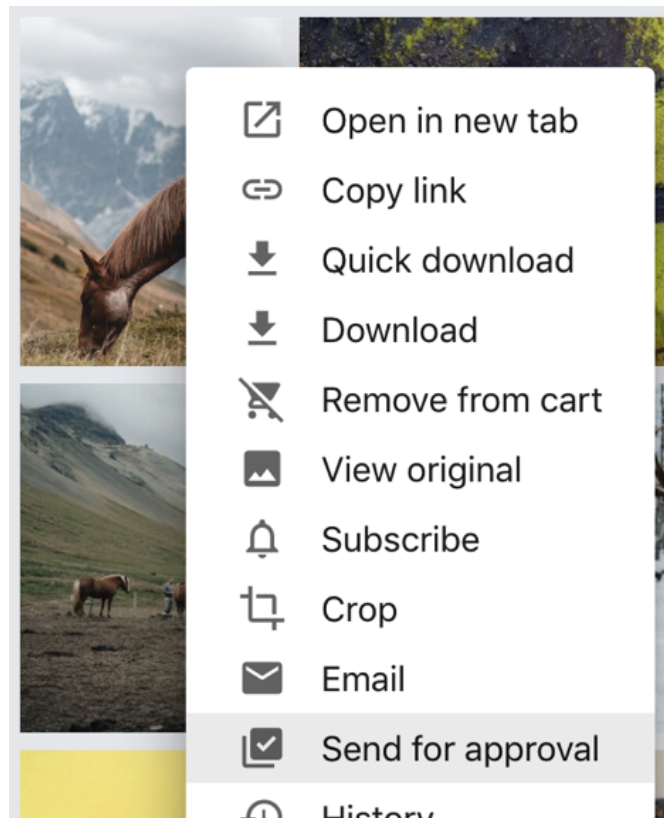 Open in new tab
Copy link
Quick download
Download
Remove from cart
View original
Subscribe
Crop
Email
Send for approval
History